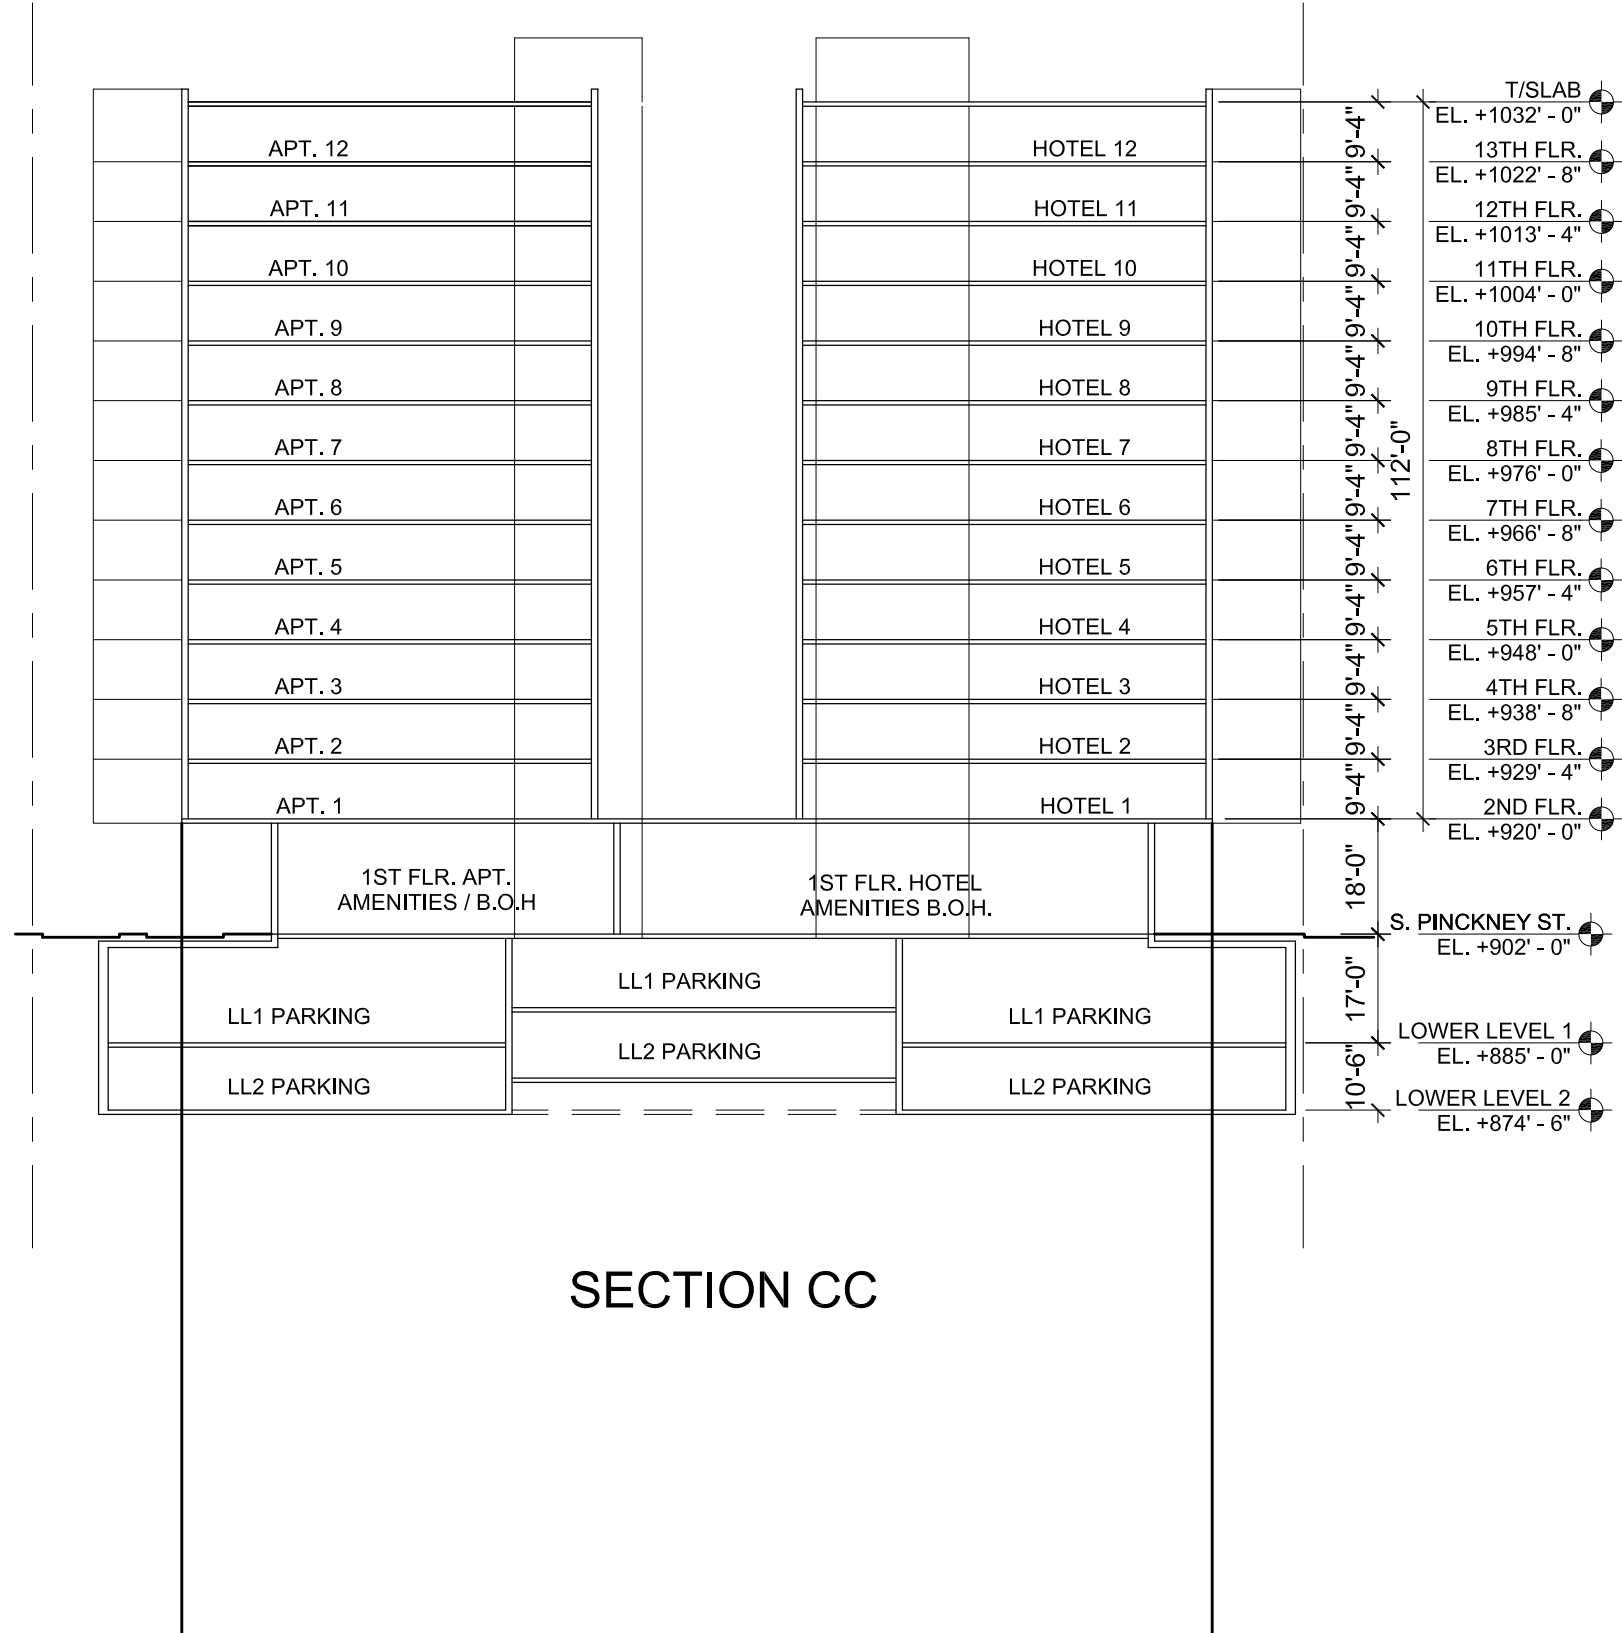 T/SLAB
EL. +1032' - 0"
9'-4"
APT. 12
HOTEL 12
13TH FLR.
EL. +1022' - 8"
9'-4"
APT. 11
HOTEL 11
12TH FLR.
EL. +1013' - 4"
9'-4"
APT. 10
HOTEL 10
11TH FLR.
EL. +1004' - 0"
9'-4"
APT. 9
HOTEL 9
10TH FLR.
EL. +994' - 8"
9'-4"
APT. 8
HOTEL 8
9TH FLR.
EL. +985' - 4"
9'-4"
112'-0"
APT. 7
HOTEL 7
8TH FLR.
EL. +976' - 0"
9'-4"
APT. 6
HOTEL 6
7TH FLR.
EL. +966' - 8"
9'-4"
APT. 5
HOTEL 5
6TH FLR.
EL. +957' - 4"
9'-4"
APT. 4
HOTEL 4
5TH FLR.
EL. +948' - 0"
9'-4"
APT. 3
HOTEL 3
4TH FLR.
EL. +938' - 8"
9'-4"
APT. 2
HOTEL 2
3RD FLR.
EL. +929' - 4"
9'-4"
APT. 1
HOTEL 1
2ND FLR.
EL. +920' - 0"
18'-0"
1ST FLR. APT.
AMENITIES / B.O.H
1ST FLR. HOTEL
AMENITIES B.O.H.
S. PINCKNEY ST.
EL. +902' - 0"
17'-0"
LL1 PARKING
LL1 PARKING
LL1 PARKING
LOWER LEVEL 1
EL. +885' - 0"
10'-6"
LL2 PARKING
LL2 PARKING
LL2 PARKING
LOWER LEVEL 2
EL. +874' - 6"
SECTION CC